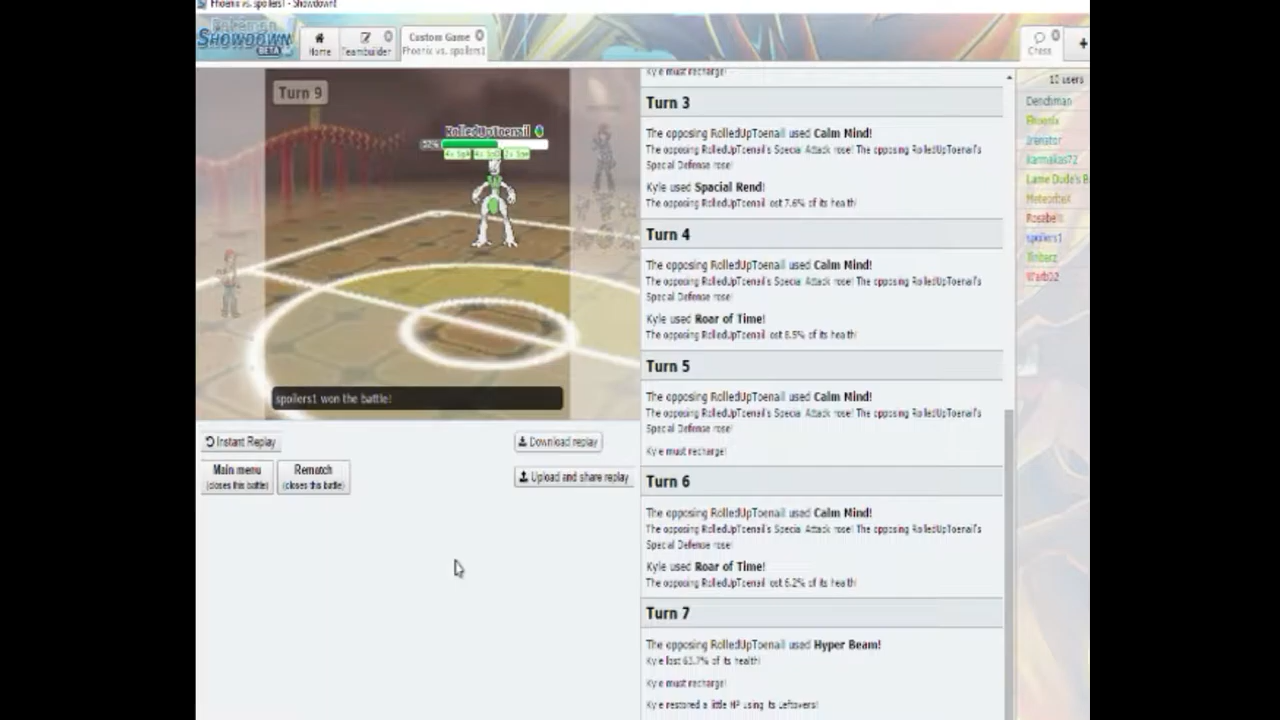 Phoenix vs. spoilers1 - Showdown!
Pokémon
SHOWDOWN
BETA
Home
Teambuilder
Custom Game
Phoenix vs. spoilers1
Chess
Turn 9
RolledUpToenail
52%
spoilers1 won the battle!
Instant Replay
Download replay
Main menu
(closes this battle)
Rematch
(closes this battle)
Upload and share replay
Kyle must recharge!
Turn 3
The opposing RolledUpToenail used Calm Mind!
The opposing RolledUpToenail's Special Attack rose! The opposing RolledUpToenail's
Special Defense rose!
Kyle used Spacial Rend!
The opposing RolledUpToenail lost 7.6% of its health!
Turn 4
The opposing RolledUpToenail used Calm Mind!
The opposing RolledUpToenail's Special Attack rose! The opposing RolledUpToenail's
Special Defense rose!
Kyle used Roar of Time!
The opposing RolledUpToenail lost 8.5% of its health!
Turn 5
The opposing RolledUpToenail used Calm Mind!
The opposing RolledUpToenail's Special Attack rose! The opposing RolledUpToenail's
Special Defense rose!
Kyle must recharge!
Turn 6
The opposing RolledUpToenail used Calm Mind!
The opposing RolledUpToenail's Special Attack rose! The opposing RolledUpToenail's
Special Defense rose!
Kyle used Roar of Time!
The opposing RolledUpToenail lost 6.2% of its health!
Turn 7
The opposing RolledUpToenail used Hyper Beam!
Kyle lost 63.7% of its health!
Kyle must recharge!
Kyle restored a little HP using its Leftovers!
10 users
Denchman
Phoenix
karmakas72
Lame Dude's B
spoilers1